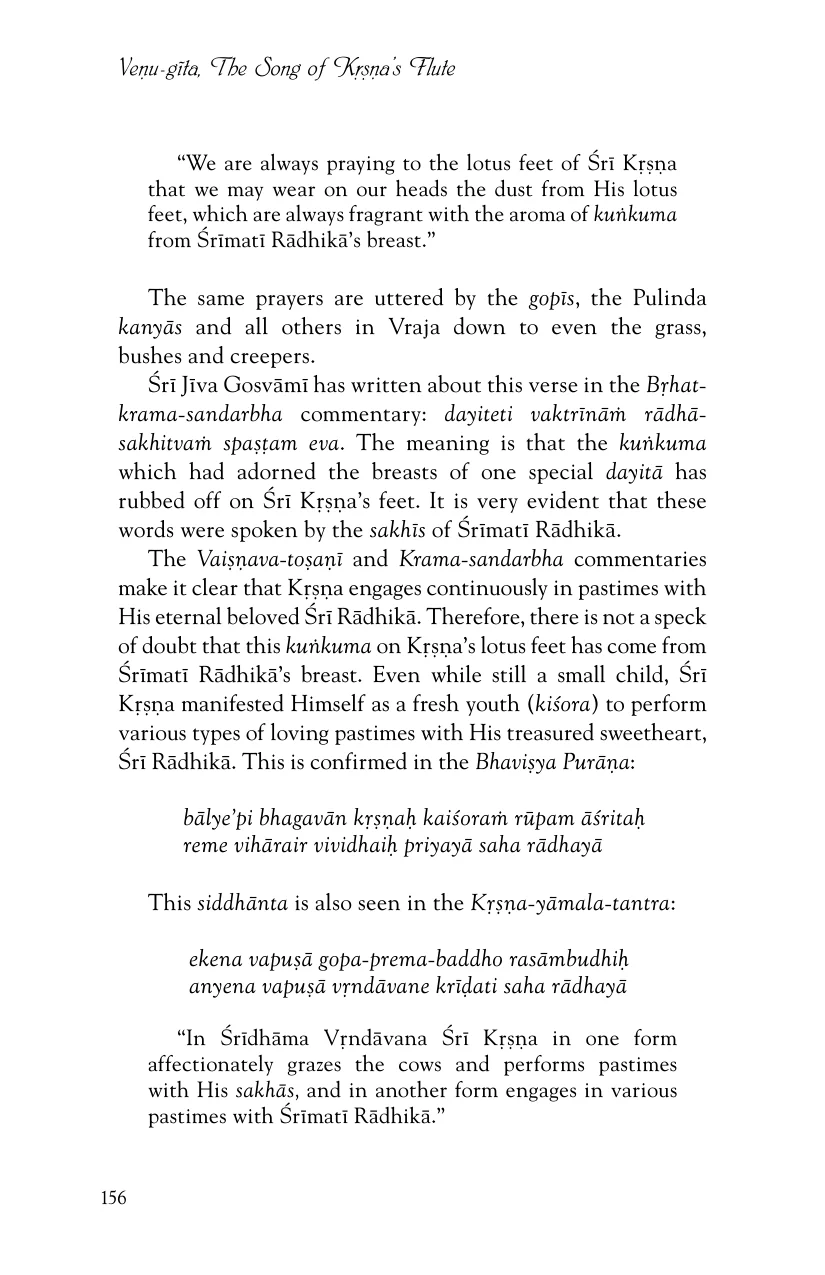 Veṇu-gīta, The Song of Kṛṣṇa's Flute
“We are always praying to the lotus feet of Śrī Kṛṣṇa
that we may wear on our heads the dust from His lotus
feet, which are always fragrant with the aroma of kuṅkuma
from Śrīmatī Rādhikā’s breast.”
The same prayers are uttered by the gopīs, the Pulinda
kanyās and all others in Vraja down to even the grass,
bushes and creepers.
Śrī Jīva Gosvāmī has written about this verse in the Bṛhat-
krama-sandarbha commentary: dayiteti vaktrīnāṁ rādhā-
sakhitvaṁ spaṣṭam eva. The meaning is that the kuṅkuma
which had adorned the breasts of one special dayitā has
rubbed off on Śrī Kṛṣṇa’s feet. It is very evident that these
words were spoken by the sakhīs of Śrīmatī Rādhikā.
The Vaiṣṇava-toṣaṇī and Krama-sandarbha commentaries
make it clear that Kṛṣṇa engages continuously in pastimes with
His eternal beloved Śrī Rādhikā. Therefore, there is not a speck
of doubt that this kuṅkuma on Kṛṣṇa’s lotus feet has come from
Śrīmatī Rādhikā’s breast. Even while still a small child, Śrī
Kṛṣṇa manifested Himself as a fresh youth (kiśora) to perform
various types of loving pastimes with His treasured sweetheart,
Śrī Rādhikā. This is confirmed in the Bhaviṣya Purāṇa:
bālye’pi bhagavān kṛṣṇaḥ kaiśoraṁ rūpam āśritaḥ
reme vihārair vividhaiḥ priyayā saha rādhayā
This siddhānta is also seen in the Kṛṣṇa-yāmala-tantra:
ekena vapuṣā gopa-prema-baddho rasāmbudhiḥ
anyena vapuṣā vṛndāvane krīḍati saha rādhayā
“In Śrīdhāma Vṛndāvana Śrī Kṛṣṇa in one form
affectionately grazes the cows and performs pastimes
with His sakhās, and in another form engages in various
pastimes with Śrīmatī Rādhikā.”
156